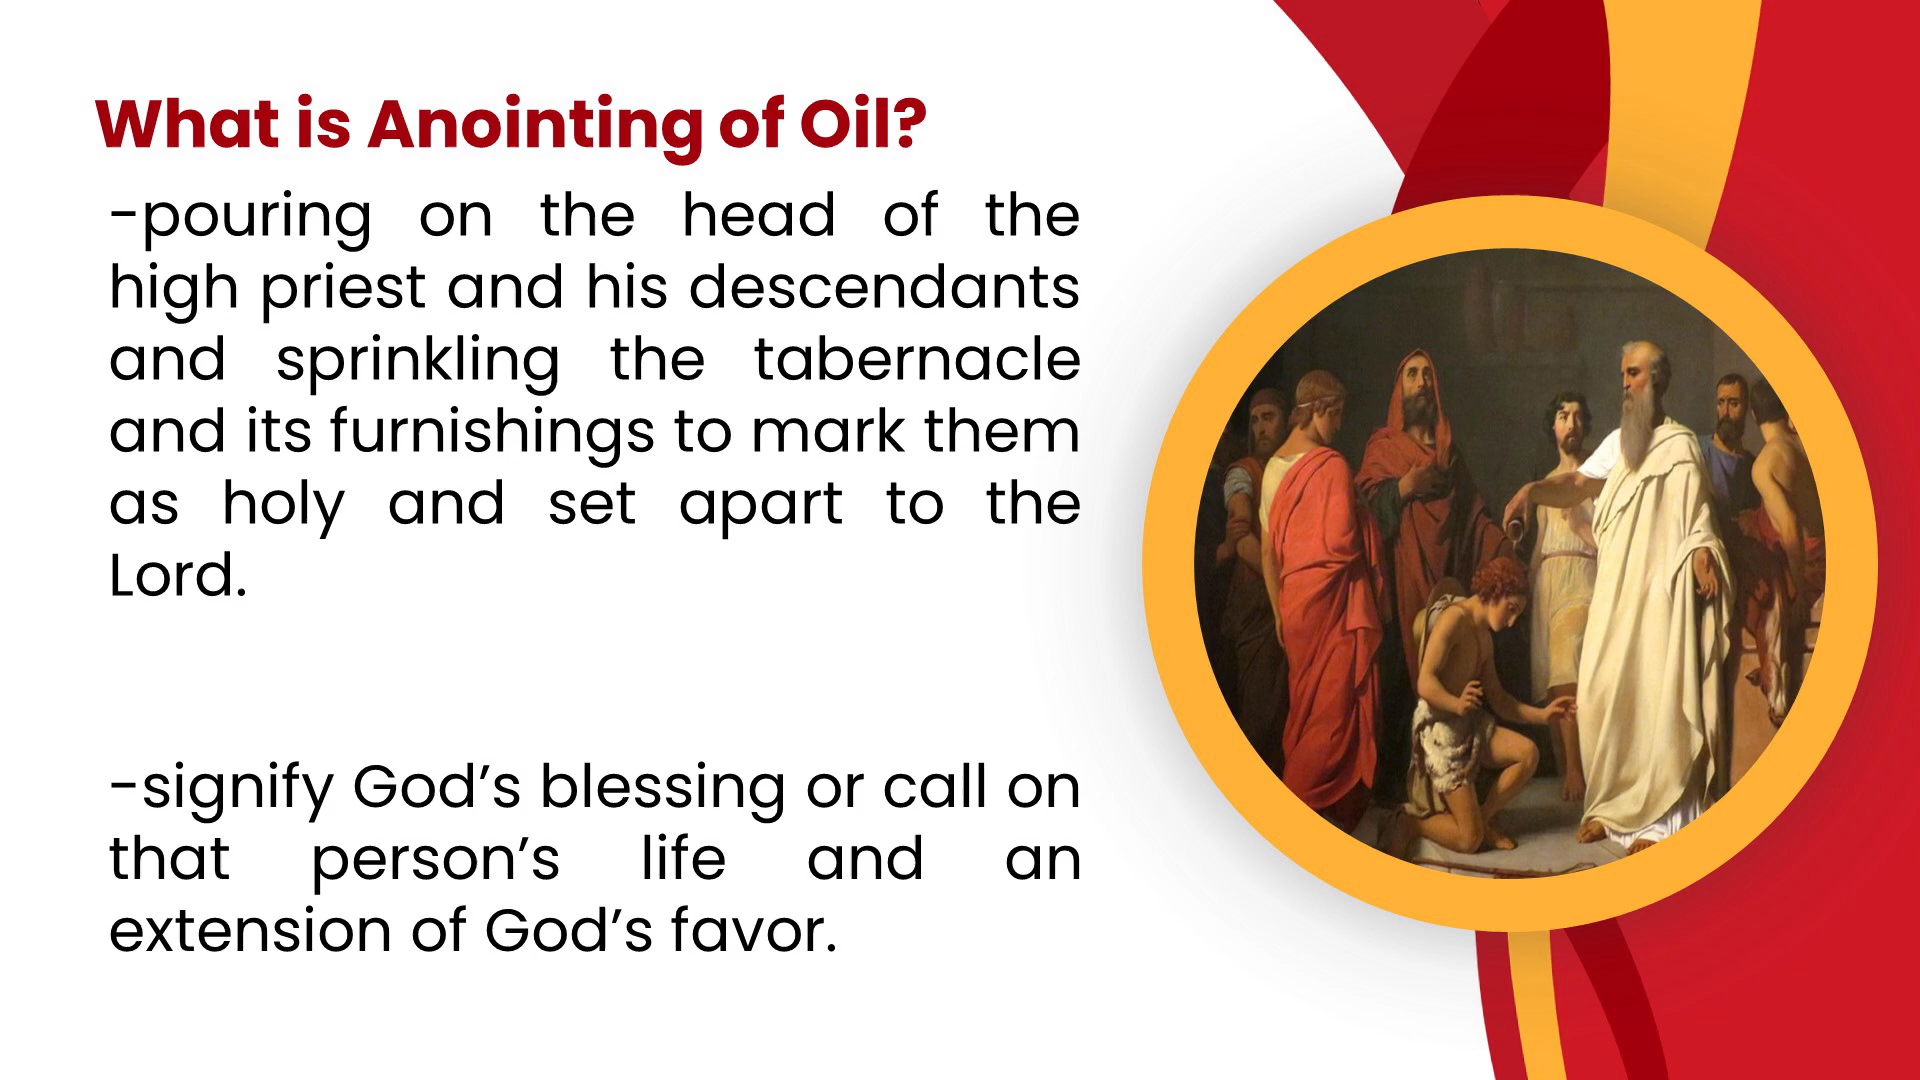 What is Anointing of Oil?
-pouring on the head of the
high priest and his descendants
and sprinkling the tabernacle
and its furnishings to mark them
as holy and set apart to the
Lord.
-signify God’s blessing or call on
that person’s life and an
extension of God’s favor.